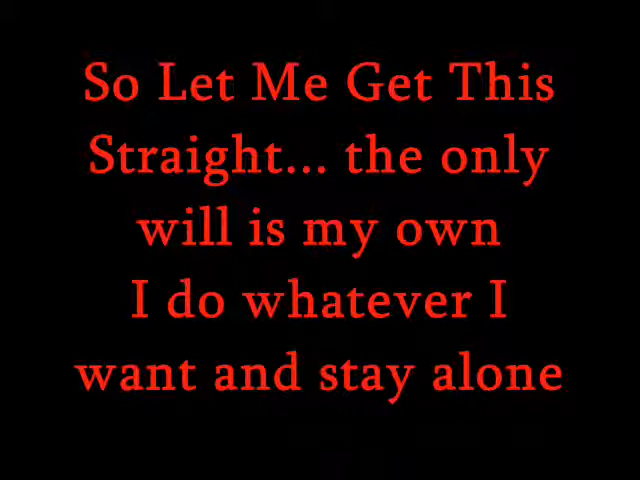 So Let Me Get This
Straight... the only
will is my own
I do whatever I
want and stay alone